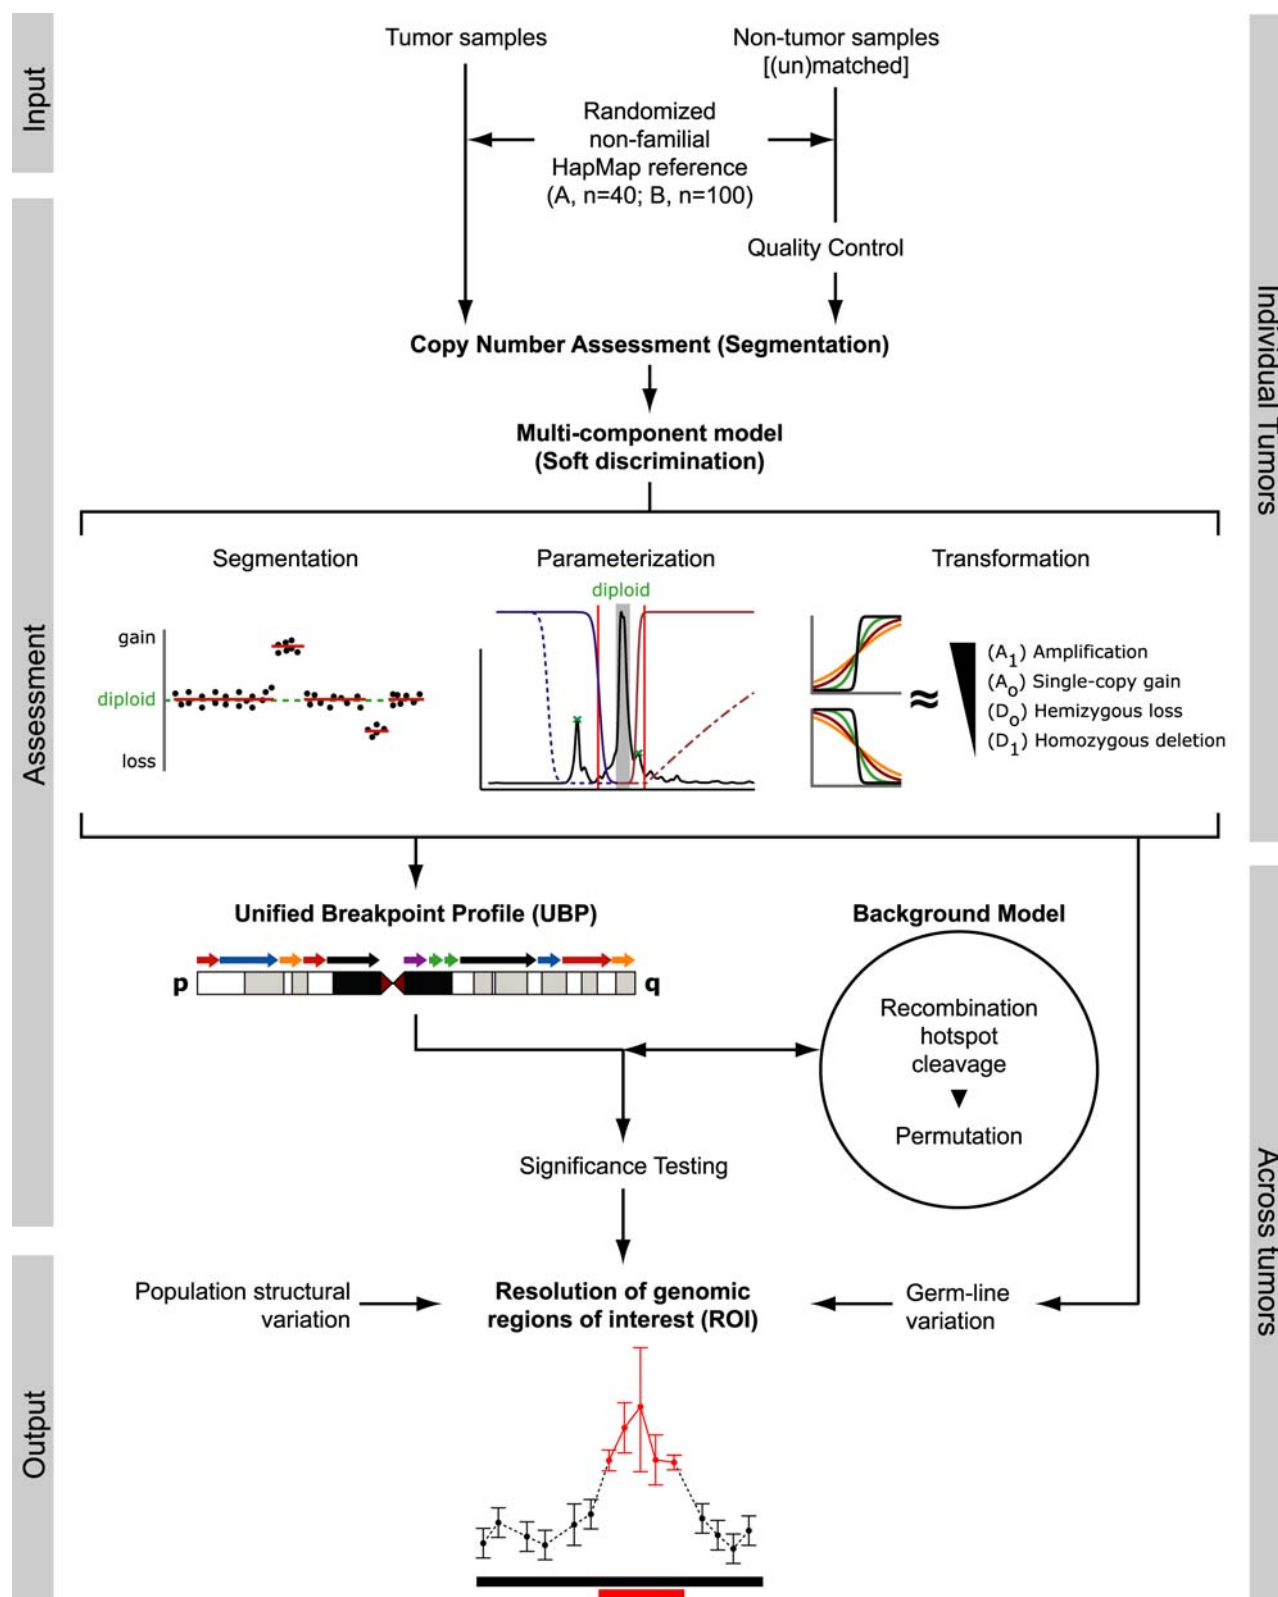 Input
Tumor samples
Non-tumor samples
[(un)matched]
Randomized
non-familial
HapMap reference
(A, n=40; B, n=100)
Quality Control
Individual Tumors
Assessment
Copy Number Assessment (Segmentation)
Multi-component model
(Soft discrimination)
Segmentation
gain
diploid
loss
Parameterization
diploid
Transformation
≈
(A1) Amplification
(Ao) Single-copy gain
(Do) Hemizygous loss
(D1) Homozygous deletion
Unified Breakpoint Profile (UBP)
p
q
Background Model
Recombination
hotspot
cleavage
Permutation
Significance Testing
Across tumors
Output
Population structural
variation
Resolution of genomic
regions of interest (ROI)
Germ-line
variation